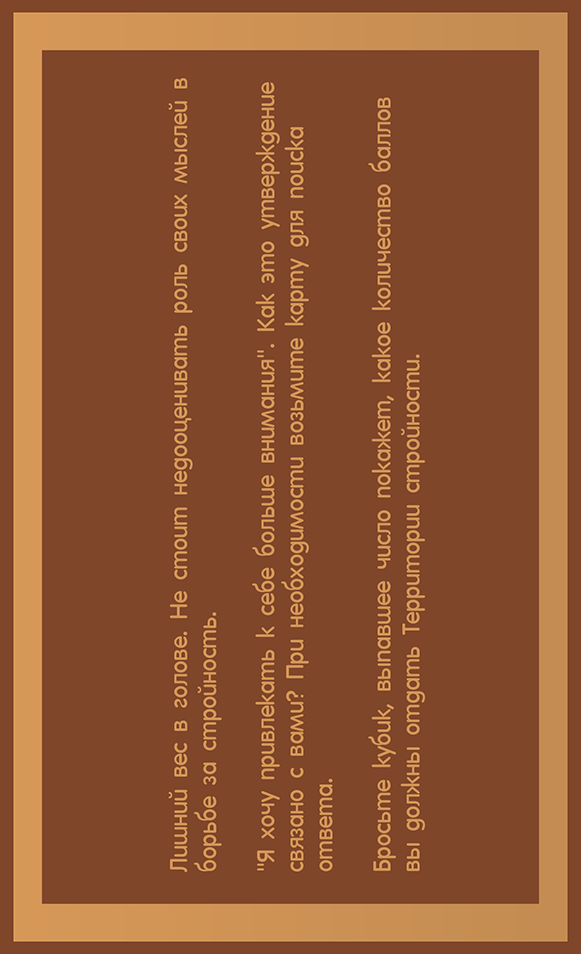 Лишний вес в голове. Не стоит недооценивать роль своих мыслей в
борьбе за стройность.
"Я хочу привлекать к себе больше внимания". Как это утверждение
связано с вами? При необходимости возьмите карту для поиска
ответа.
Бросьте кубик, выпавшее число покажет, какое количество баллов
вы должны отдать Территории стройности.